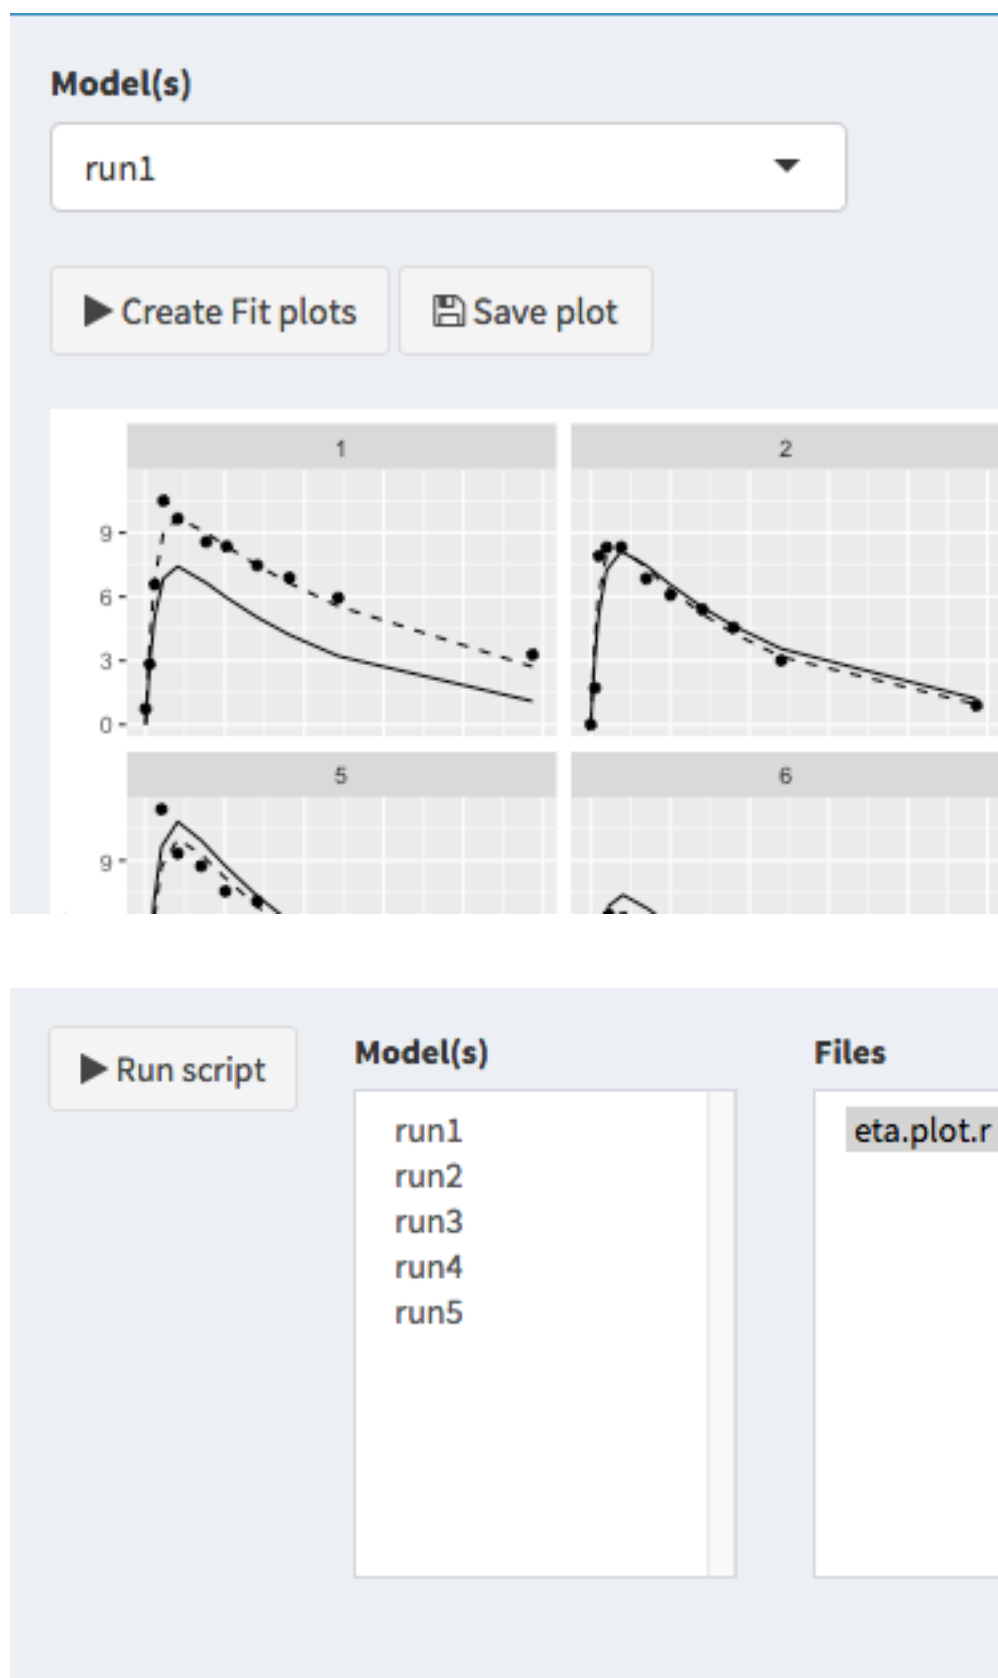 Model(s)
run1
Create Fit plots
Save plot
1
2
9
6
3
0
5
6
9
Run script
Model(s)
Files
run1
run2
run3
run4
run5
eta.plot.r